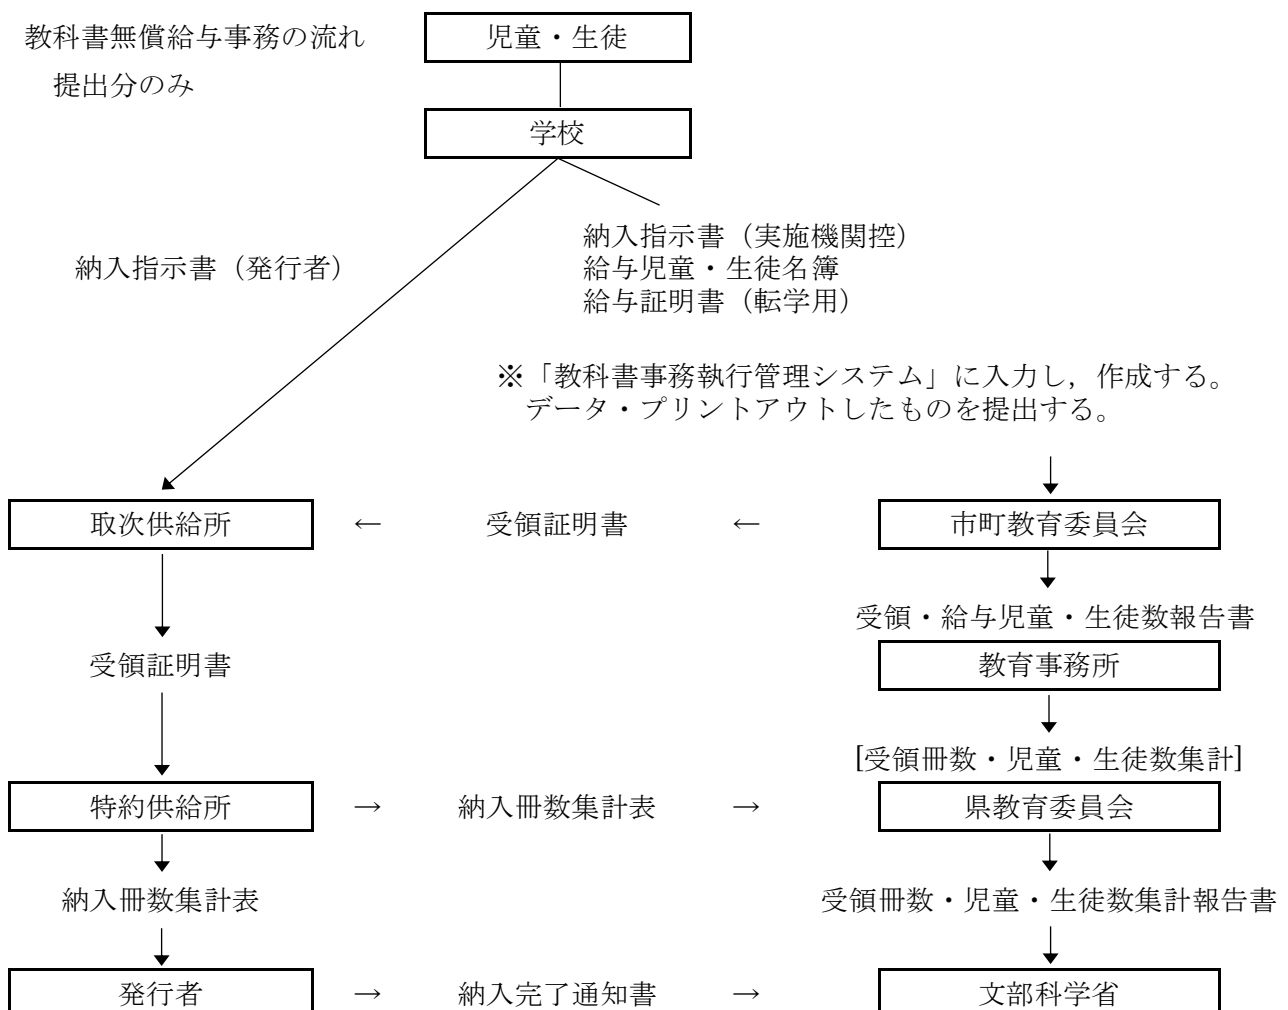 教科書無償給与事務の流れ
提出分のみ
児童・生徒
学校
納入指示書（発行者）
納入指示書（実施機関控）
給与児童・生徒名簿
給与証明書（転学用）
※「教科書事務執行管理システム」に入力し，作成する。
データ・プリントアウトしたものを提出する。
取次供給所 ← 受領証明書 ← 市町教育委員会
受領・給与児童・生徒数報告書
受領証明書
教育事務所
[受領冊数・児童・生徒数集計]
特約供給所 → 納入冊数集計表 → 県教育委員会
納入冊数集計表
受領冊数・児童・生徒数集計報告書
発行者 → 納入完了通知書 → 文部科学省